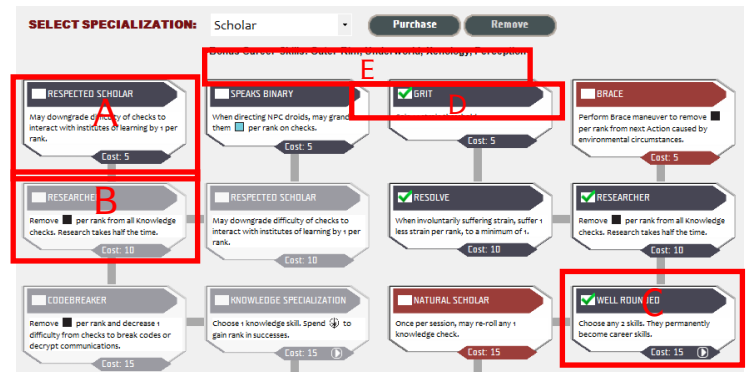 SELECT SPECIALIZATION: Scholar Purchase Remove
Bonus Career Skills: Outer Rim, Underworld, Xenology, Perception
E
RESPECTED SCHOLAR
A
May downgrade difficulty of checks to
interact with institutes of learning by 1 per
rank.
Cost: 5
SPEAKS BINARY
When directing NPC droids, may grand
them per rank on checks.
Cost: 5
GRIT
D
Cost: 5
BRACE
Perform Brace maneuver to remove
per rank from next Action caused by
environmental circumstances.
Cost: 5
RESEARCHER
B
Remove per rank from all Knowledge
checks. Research takes half the time.
Cost: 10
RESPECTED SCHOLAR
May downgrade difficulty of checks to
interact with institutes of learning by 1 per
rank.
Cost: 10
RESOLVE
When involuntarily suffering strain, suffer 1
less strain per rank, to a minimum of 1.
Cost: 10
RESEARCHER
Remove per rank from all Knowledge
checks. Research takes half the time.
Cost: 10
CODEBREAKER
Remove per rank and decrease 1
difficulty from checks to break codes or
decrypt communications.
Cost: 15
KNOWLEDGE SPECIALIZATION
Choose 1 knowledge skill. Spend to
gain rank in successes.
Cost: 15
NATURAL SCHOLAR
Once per session, may re-roll any 1
knowledge check.
Cost: 15
WELL ROUNDED
C
Choose any 2 skills. They permanently
become career skills.
Cost: 15